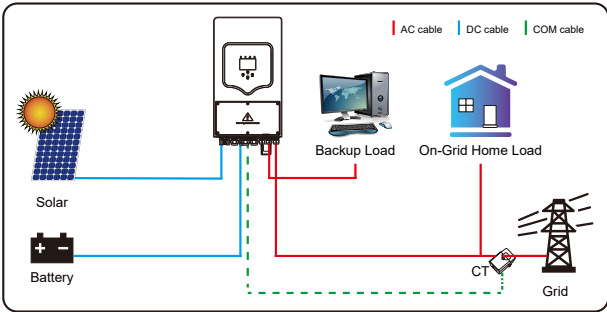 AC cable DC cable COM cable
Backup Load On-Grid Home Load
Solar
Battery
CT
Grid